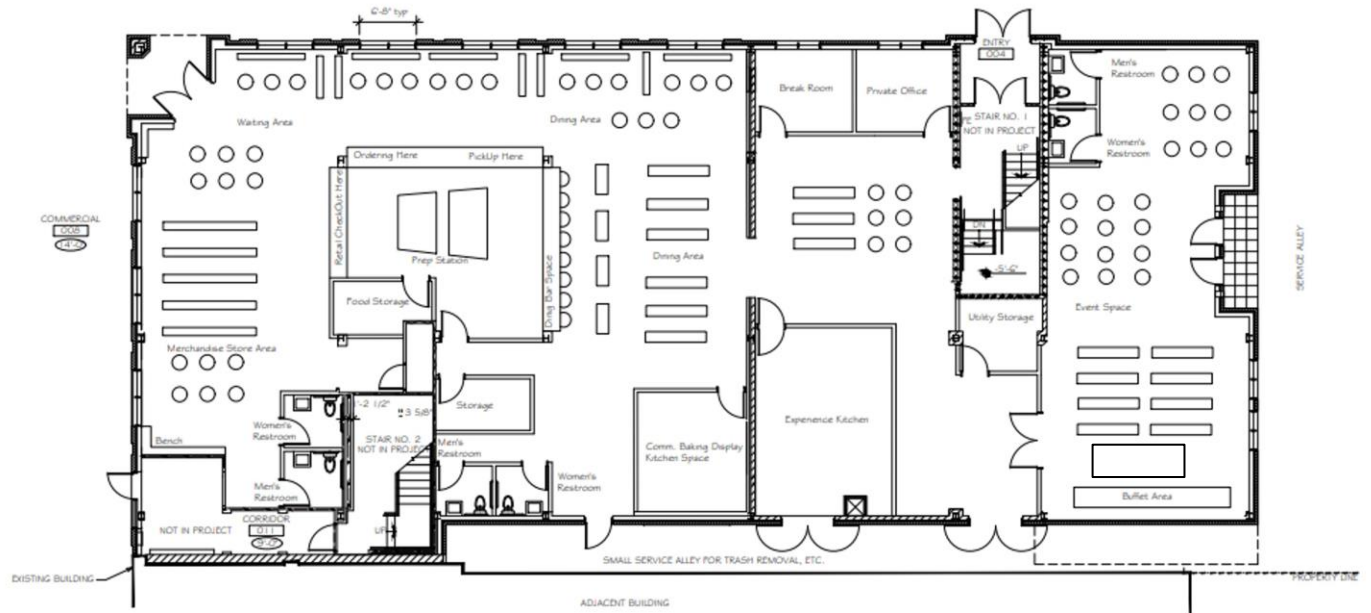 6'-8" typ
ENTRY
004
Men's
Restroom
Break Room
Private Office
Waiting Area
Dining Area
STAIR NO. 1
NOT IN PROJECT
UP
Women's
Restroom
Ordering Here
PickUp Here
Retail CheckOut Here
COMMERCIAL
008
14'-0"
DN
-5'-6"
Prep Station
Dining Area
Food Storage
Event Space
Utility Storage
SERVICE ALLEY
Merchandise Store Area
Storage
Women's
Restroom
STAIR NO. 2
NOT IN PROJECT
Men's
Restroom
Experience Kitchen
Comm. Baking Display
Kitchen Space
Bench
Men's
Restroom
Women's
Restroom
Buffet Area
UP
CORRIDOR
011
9'-0"
NOT IN PROJECT
SMALL SERVICE ALLEY FOR TRASH REMOVAL, ETC.
EXISTING BUILDING
PROPERTY LINE
ADJACENT BUILDING